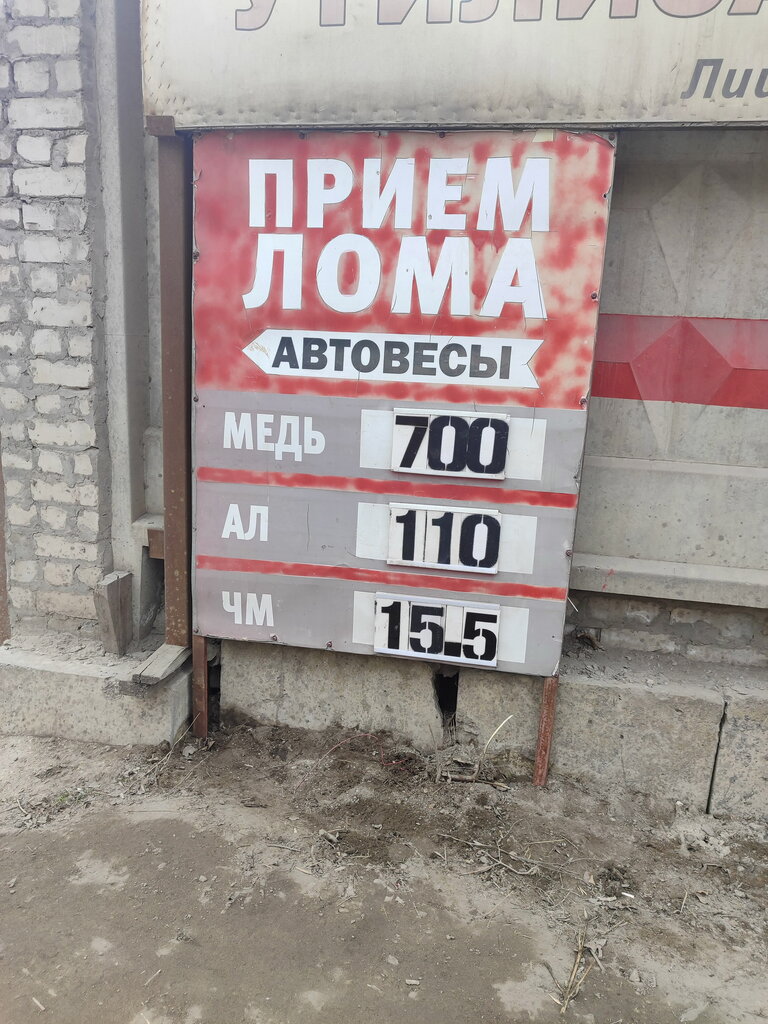 ПРИЕМ
ЛОМА
АВТОВЕСЫ
МЕДЬ 700
АЛ 110
ЧМ 15.5